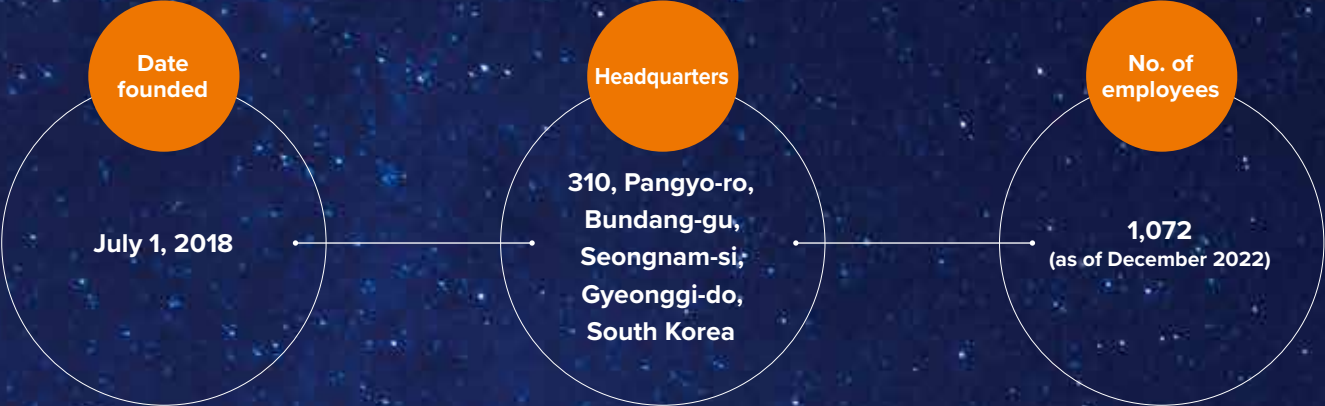 Date
founded
July 1, 2018
Headquarters
310, Pangyo-ro,
Bundang-gu,
Seongnam-si,
Gyeonggi-do,
South Korea
No. of
employees
1,072
(as of December 2022)